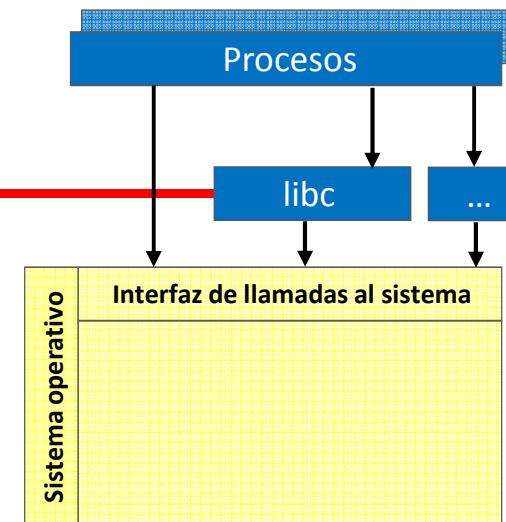 Procesos
libc
...
Interfaz de llamadas al sistema
Sistema operativo